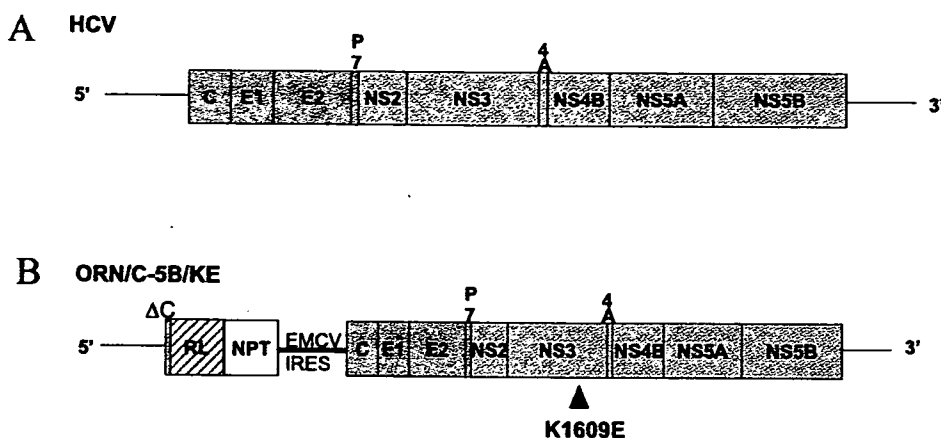 A HCV
P
7
4
A
5' C E1 E2 NS2 NS3 NS4B NS5A NS5B 3'
B ORN/C-5B/KE
ΔC
P
7
4
A
5' RL NPT EMCV IRES C E1 E2 NS2 NS3 NS4B NS5A NS5B 3'
K1609E